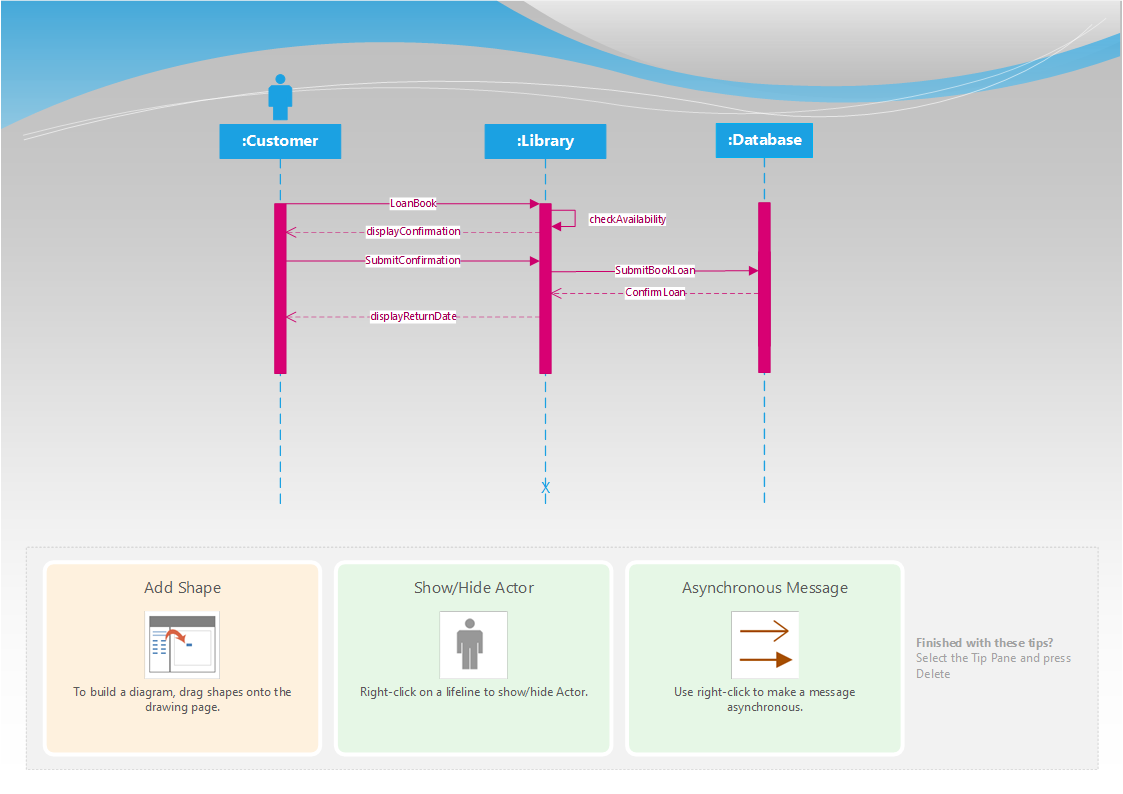 :Customer
:Library
:Database
LoanBook
checkAvailability
displayConfirmation
SubmitConfirmation
SubmitBookLoan
ConfirmLoan
displayReturnDate
X
Add Shape
To build a diagram, drag shapes onto the
drawing page.
Show/Hide Actor
Right-click on a lifeline to show/hide Actor.
Asynchronous Message
Use right-click to make a message
asynchronous.
Finished with these tips?
Select the Tip Pane and press
Delete